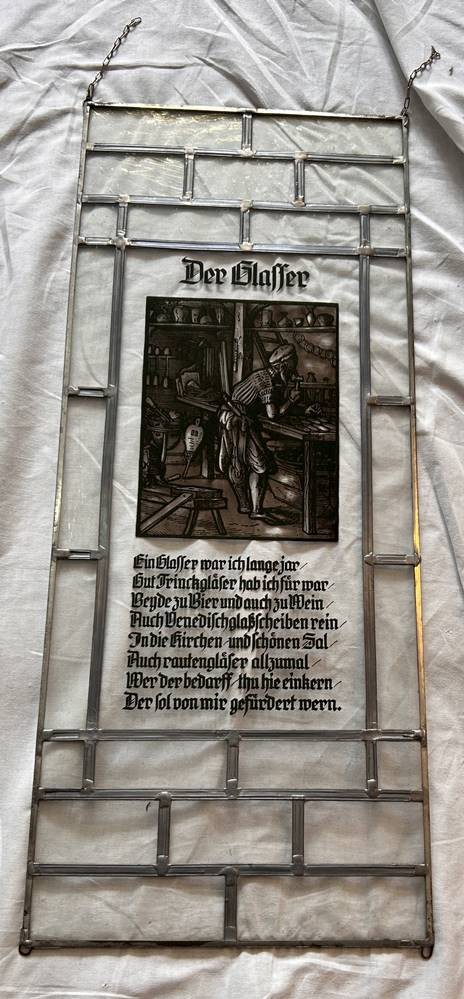 Der Glasser
Ein Glasser war ich lange jar/
Gut Trinckgläser hab ich für war/
Beyde zu Bier und auch zu Wein/
Auch Venedischglaßscheiben rein/
In die Kirchen und schönen Sal/
Auch rautengläser allzumal/
Wer der bedarff/ thu hie einkern/
Der sol von mir gefürdert wern.